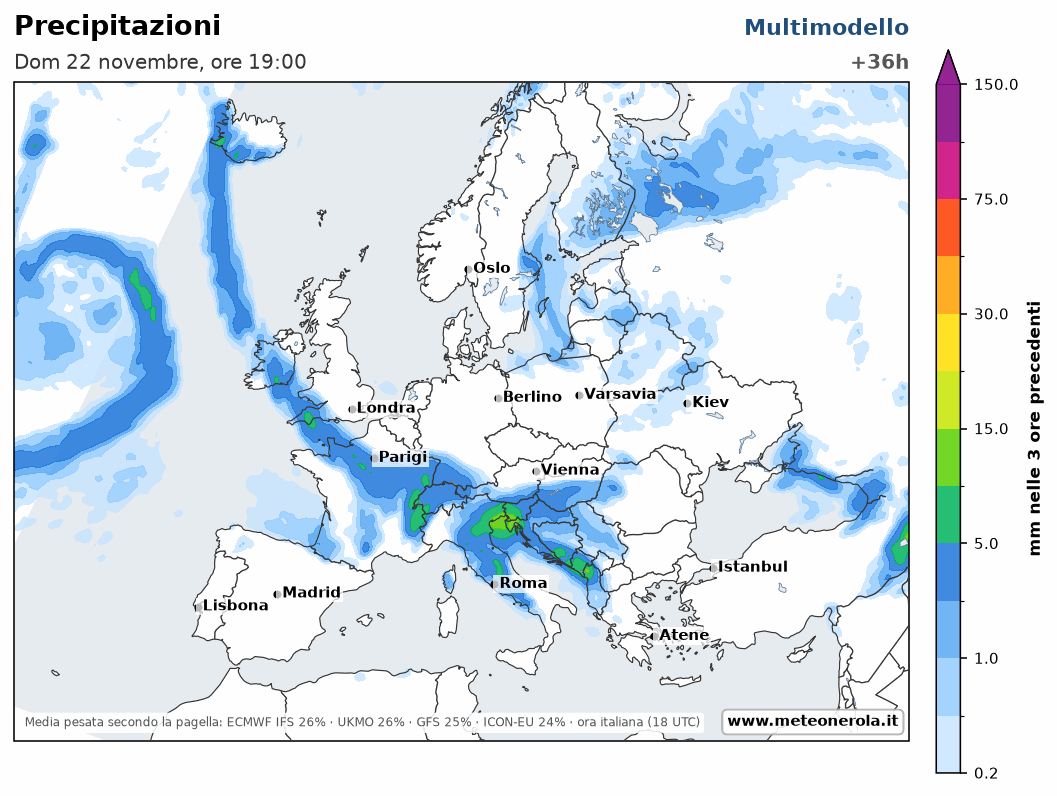 Precipitazioni
Multimodello
Dom 22 novembre, ore 19:00
+36h
150.0
75.0
30.0
15.0
5.0
1.0
0.2
mm nelle 3 ore precedenti
Oslo
Londra
Berlino
Varsavia
Kiev
Parigi
Vienna
Istanbul
Roma
Madrid
Lisbona
Atene
Media pesata secondo la pagella: ECMWF IFS 26% · UKMO 26% · GFS 25% · ICON-EU 24% · ora italiana (18 UTC)
www.meteonerola.it